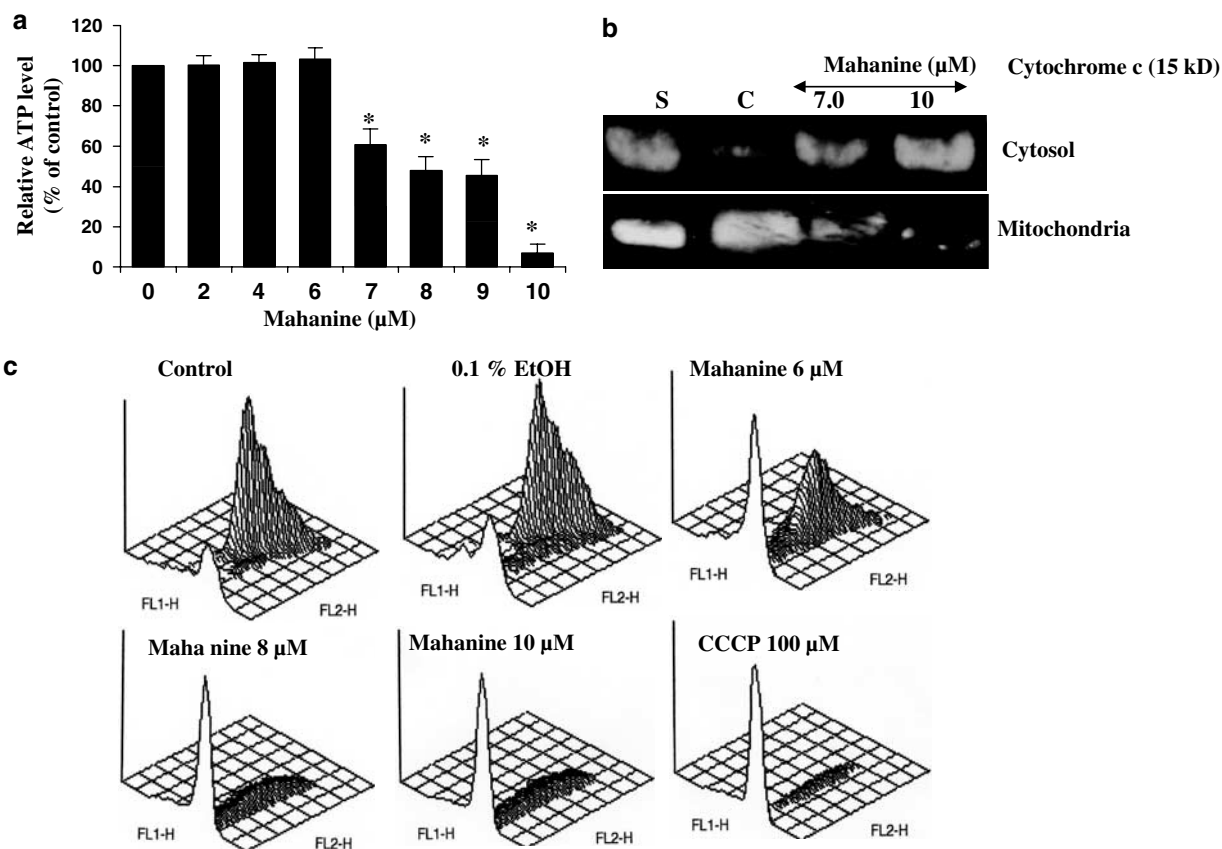 a
120
100
80
60
40
20
0
Relative ATP level
(% of control)
* * * *
0 2 4 6 7 8 9 10
Mahanine (µM)
b
Mahanine (µM)
Cytochrome c (15 kD)
S C 7.0 10
Cytosol
Mitochondria
c
Control
0.1 % EtOH
Mahanine 6 µM
FL1-H FL2-H
FL1-H FL2-H
FL1-H FL2-H
Maha nine 8 µM
Mahanine 10 µM
CCCP 100 µM
FL1-H FL2-H
FL1-H FL2-H
FL1-H FL2-H